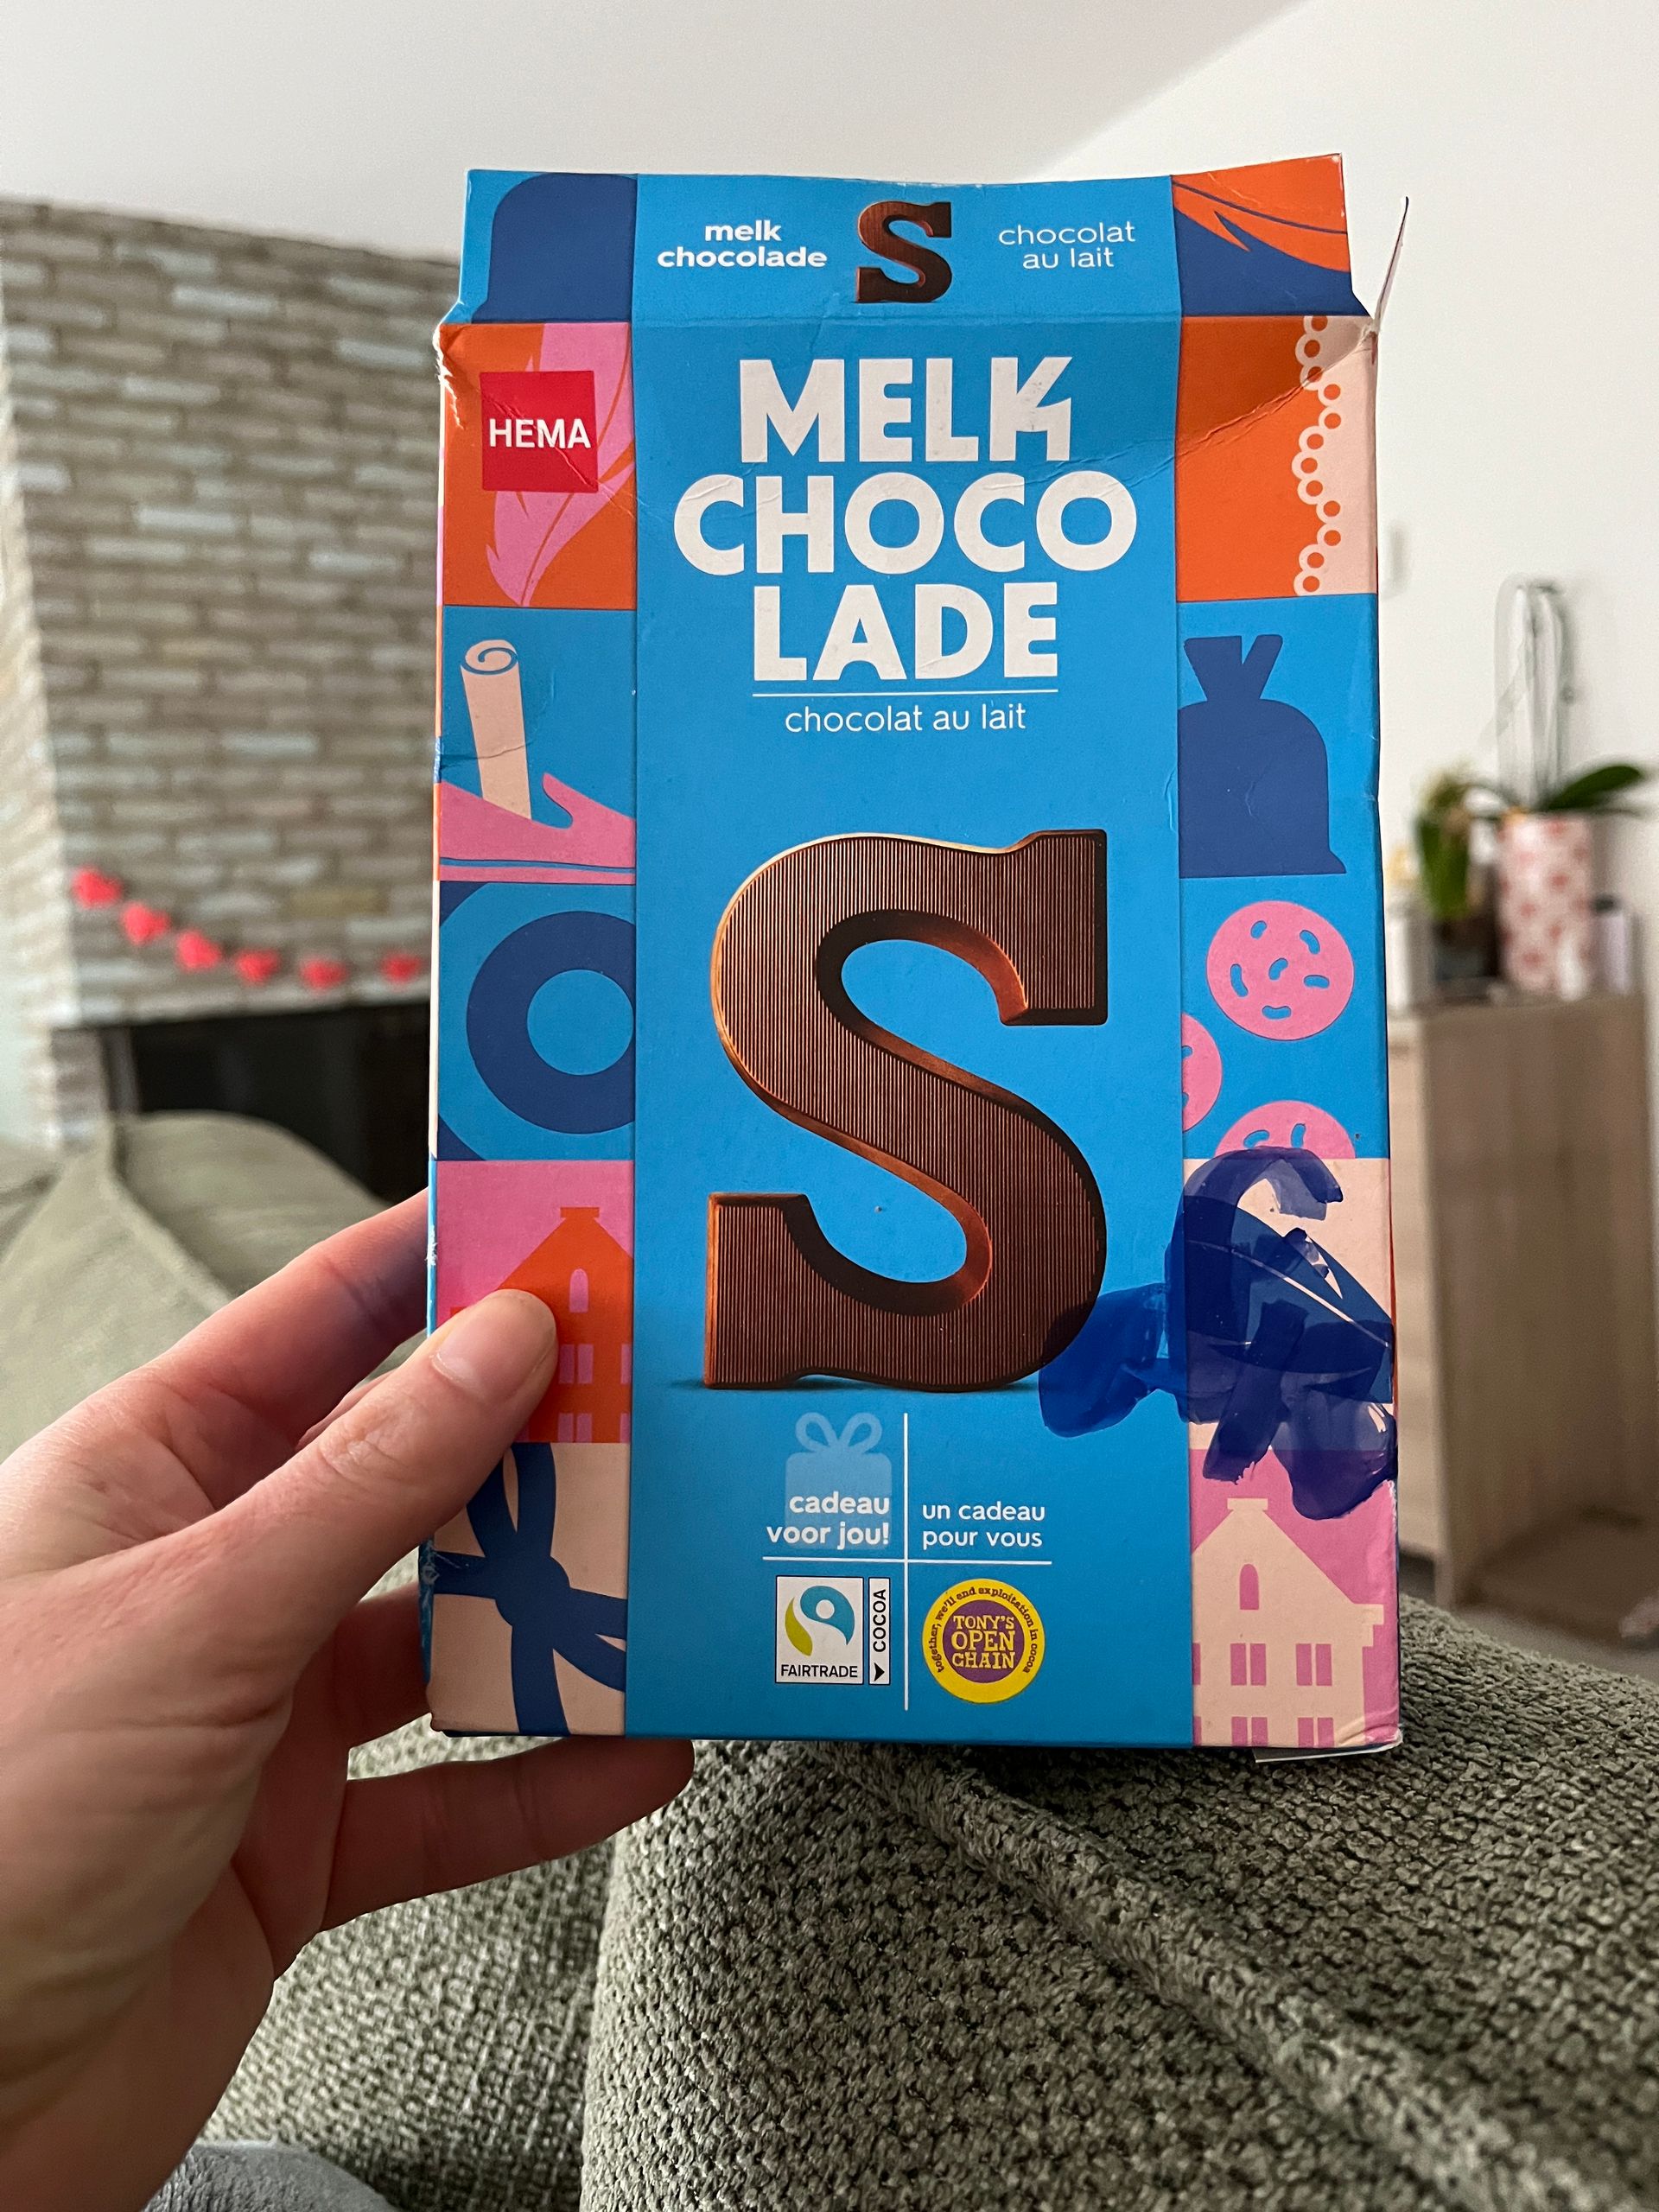 melk
chocolade
chocolat
au lait
HEMA
MELK
CHOCO
LADE
chocolat au lait
cadeau
voor jou!
un cadeau
pour vous
FAIRTRADE
COCOA
together, we'll end exploitation in cocoa
TONY'S
OPEN
CHAIN